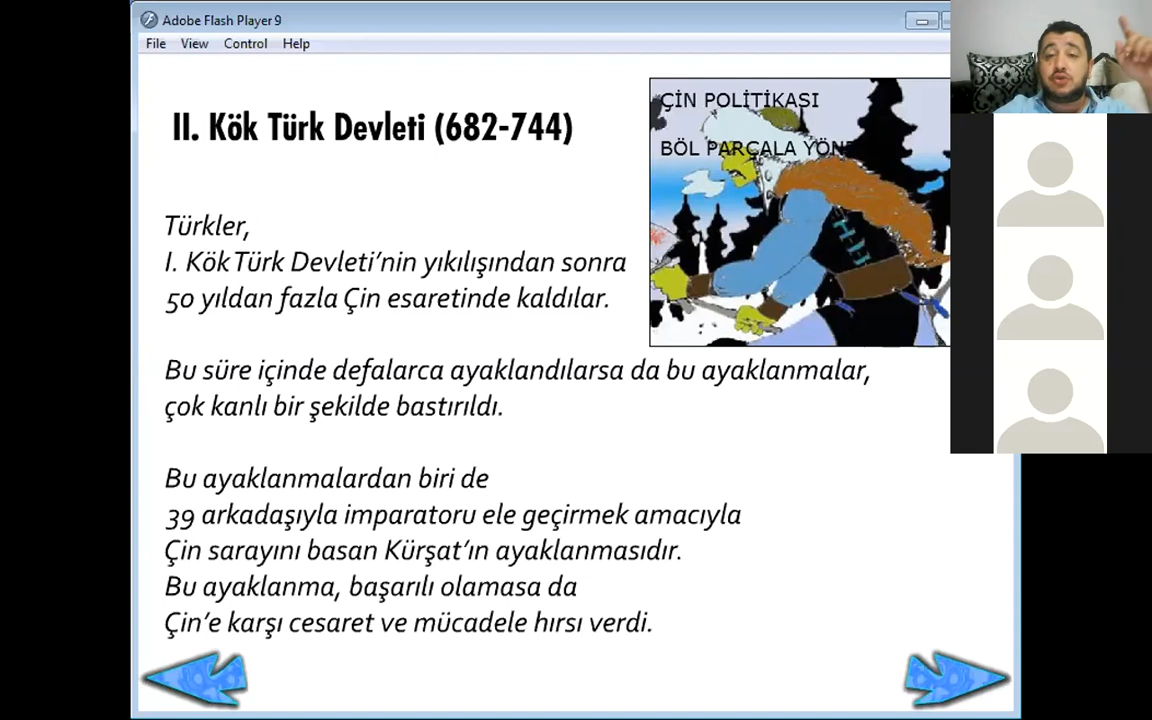 Adobe Flash Player 9
File View Control Help
II. Kök Türk Devleti (682-744)
ÇİN POLİTİKASI
BÖL PARÇALA YÖN
Türkler,
I. Kök Türk Devleti’nin yıkılışından sonra
50 yıldan fazla Çin esaretinde kaldılar.
Bu süre içinde defalarca ayaklandılarsa da bu ayaklanmalar,
çok kanlı bir şekilde bastırıldı.
Bu ayaklanmalardan biri de
39 arkadaşıyla imparatoru ele geçirmek amacıyla
Çin sarayını basan Kürşat’ın ayaklanmasıdır.
Bu ayaklanma, başarılı olamasa da
Çin’e karşı cesaret ve mücadele hırsı verdi.